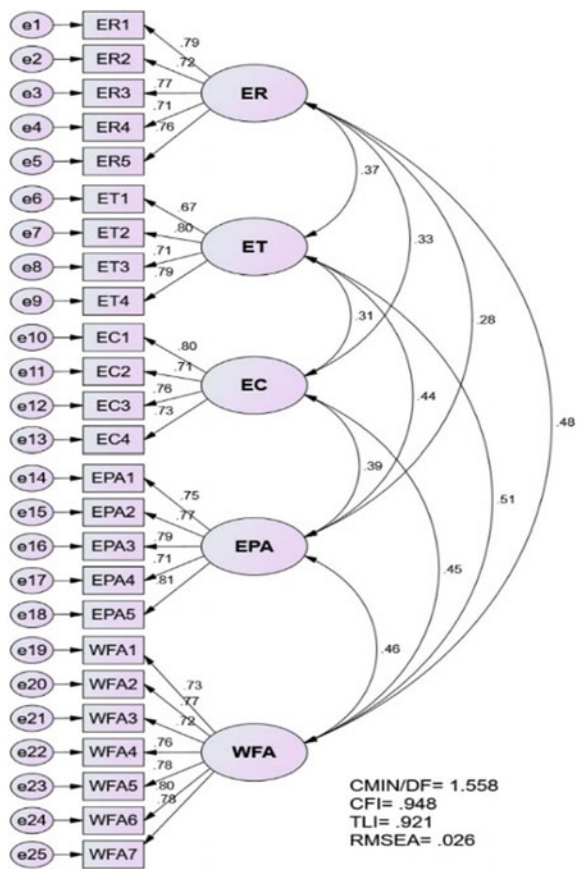 e1 ER1
.79
e2 ER2
.72
e3 ER3
.77
ER
e4 ER4
.71
e5 ER5
.76
.37
e6 ET1
.67
e7 ET2
.80
.33
e8 ET3
.71
ET
e9 ET4
.79
.31
.28
e10 EC1
.80
e11 EC2
.71
EC
e12 EC3
.76
.44
e13 EC4
.73
.48
.39
e14 EPA1
.75
.51
e15 EPA2
.77
e16 EPA3
.79
EPA
e17 EPA4
.71
.45
e18 EPA5
.81
e19 WFA1
.46
e20 WFA2
.73
e21 WFA3
.77
.72
e22 WFA4
.76
WFA
e23 WFA5
.78
e24 WFA6
.80
e25 WFA7
.78
CMIN/DF= 1.558
CFI= .948
TLI= .921
RMSEA= .026